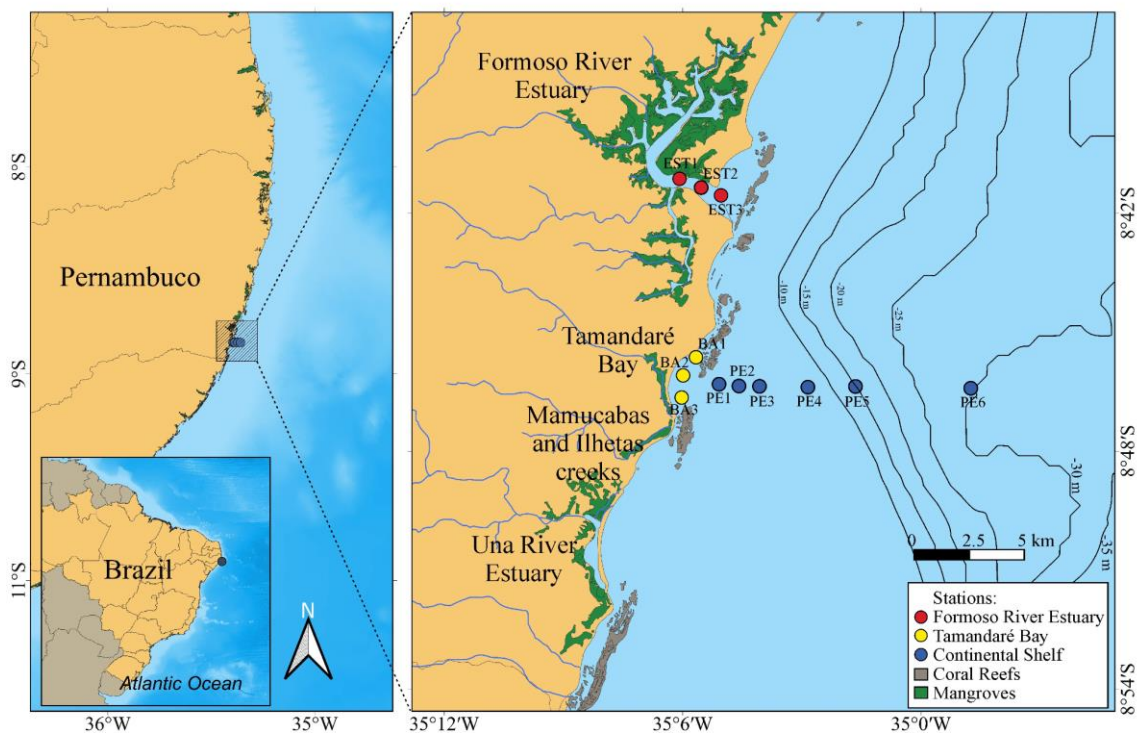 Pernambuco
Brazil
Atlantic Ocean
N
8°S
9°S
11°S
36°W
35°W
Formoso River
Estuary
EST1
EST2
EST3
Tamandaré
Bay
BA1
BA2
BA3
PE1
PE2
PE3
PE4
PE5
PE6
Mamucabas
and Ilhetas
creeks
Una River
Estuary
-10 m
-15 m
-20 m
-25 m
-30 m
-35 m
0 2.5 5 km
Stations:
Formoso River Estuary
Tamandaré Bay
Continental Shelf
Coral Reefs
Mangroves
8°42'S
8°48'S
8°54'S
35°12'W
35°6'W
35°0'W